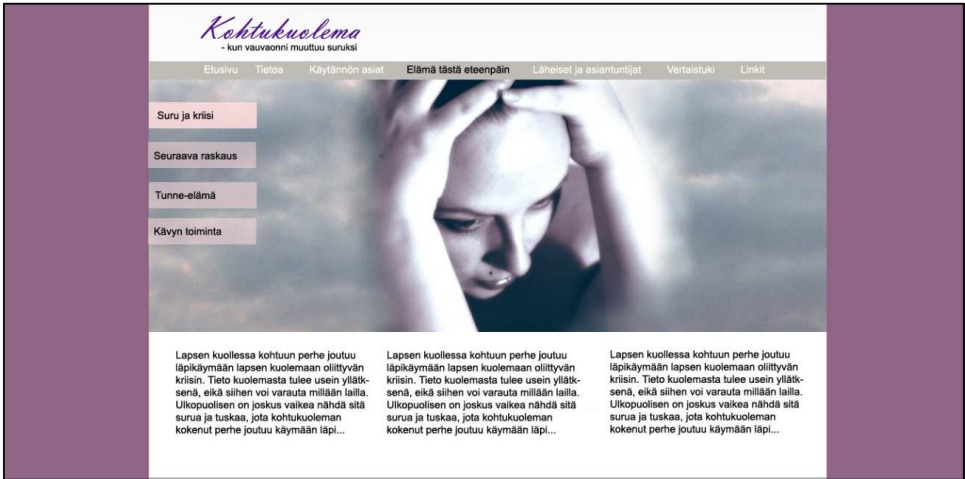 Kohtukuolema
- kun vauvaonni muuttuu suruksi
Etusivu Tietoa Käytännön asiat Elämä tästä eteenpäin Läheiset ja asiantuntijat Vertaistuki Linkit
Suru ja kriisi
Seuraava raskaus
Tunne-elämä
Kävyn toiminta
Lapsen kuollessa kohtuun perhe joutuu
läpikäymään lapsen kuolemaan oliittyvän
kriisin. Tieto kuolemasta tulee usein yllätk-
senä, eikä siihen voi varauta millään lailla.
Ulkopuolisen on joskus vaikea nähdä sitä
surua ja tuskaa, jota kohtukuoleman
kokenut perhe joutuu käymään läpi...
Lapsen kuollessa kohtuun perhe joutuu
läpikäymään lapsen kuolemaan oliittyvän
kriisin. Tieto kuolemasta tulee usein yllätk-
senä, eikä siihen voi varauta millään lailla.
Ulkopuolisen on joskus vaikea nähdä sitä
surua ja tuskaa, jota kohtukuoleman
kokenut perhe joutuu käymään läpi...
Lapsen kuollessa kohtuun perhe joutuu
läpikäymään lapsen kuolemaan oliittyvän
kriisin. Tieto kuolemasta tulee usein yllätk-
senä, eikä siihen voi varauta millään lailla.
Ulkopuolisen on joskus vaikea nähdä sitä
surua ja tuskaa, jota kohtukuoleman
kokenut perhe joutuu käymään läpi...